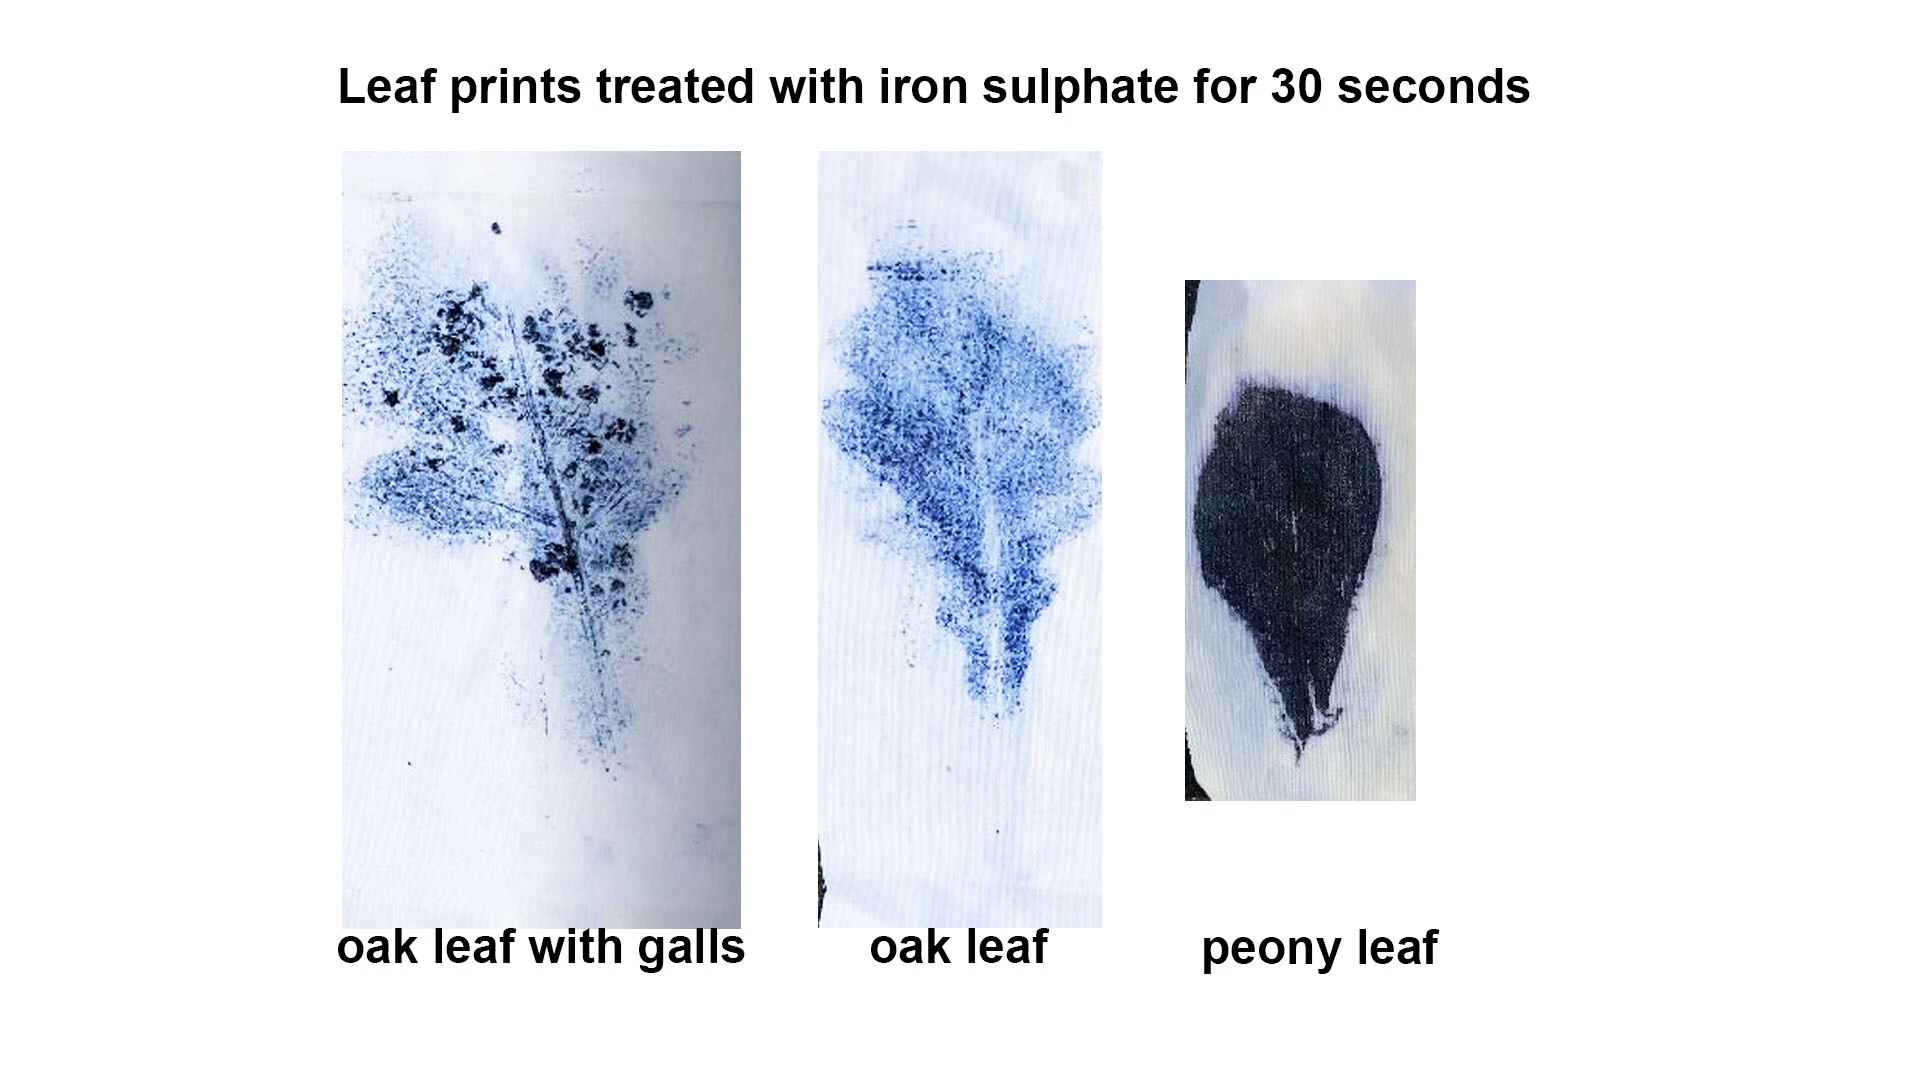 Leaf prints treated with iron sulphate for 30 seconds
oak leaf with galls
oak leaf
peony leaf